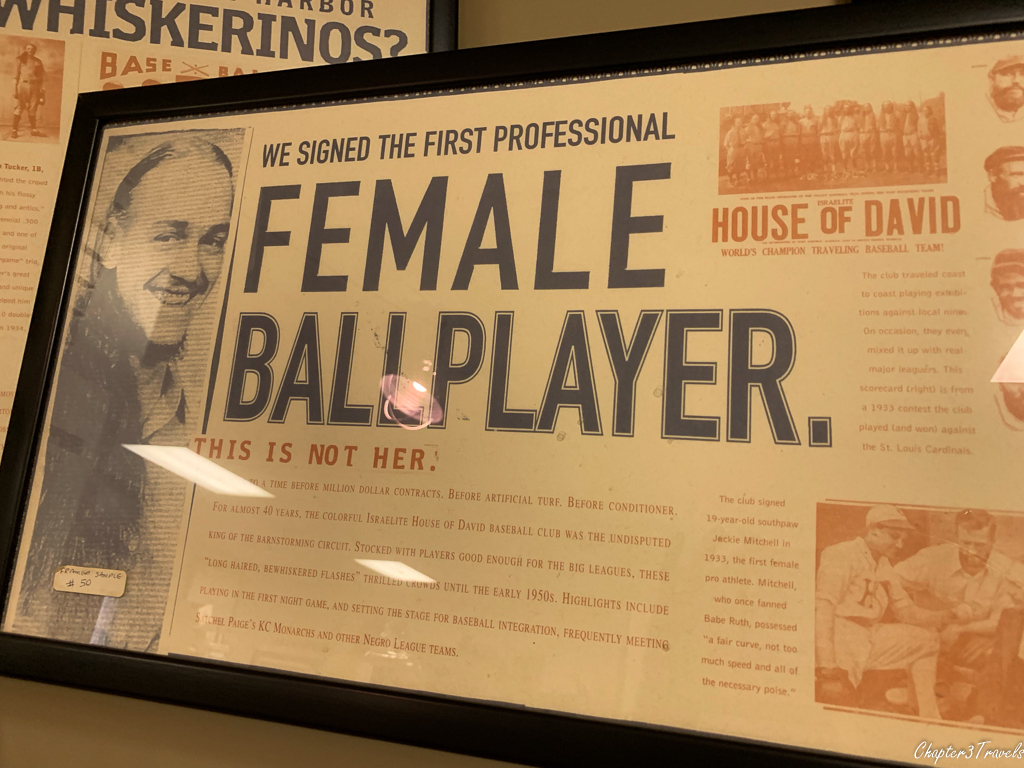 HARBOR
WHISKERINOS?
BASE BA
Tucker, 1B,
WE SIGNED THE FIRST PROFESSIONAL
FEMALE
BALLPLAYER.
THIS IS NOT HER.
TO A TIME BEFORE MILLION DOLLAR CONTRACTS. BEFORE ARTIFICIAL TURF. BEFORE CONDITIONER.
FOR ALMOST 40 YEARS, THE COLORFUL ISRAELITE HOUSE OF DAVID BASEBALL CLUB WAS THE UNDISPUTED
KING OF THE BARNSTORMING CIRCUIT. STOCKED WITH PLAYERS GOOD ENOUGH FOR THE BIG LEAGUES, THESE
"LONG HAIRED, BEWHISKERED FLASHES" THRILLED CROWDS UNTIL THE EARLY 1950S. HIGHLIGHTS INCLUDE
PLAYING IN THE FIRST NIGHT GAME, AND SETTING THE STAGE FOR BASEBALL INTEGRATION, FREQUENTLY MEETING
SATCHEL PAIGE'S KC MONARCHS AND OTHER NEGRO LEAGUE TEAMS.
$50
ISRAELITE
HOUSE OF DAVID
WORLD'S CHAMPION TRAVELING BASEBALL TEAM!
The club traveled coast
to coast playing exhibi-
tions against local nines.
On occasion, they even
mixed it up with real
major leaguers. This
scorecard (right) is from
a 1933 contest the club
played (and won) against
the St. Louis Cardinals.
The club signed
19-year-old southpaw
Jackie Mitchell in
1933, the first female
pro athlete. Mitchell,
who once fanned
Babe Ruth, possessed
"a fair curve, not too
much speed and all of
the necessary poise."
Chapter3Travels